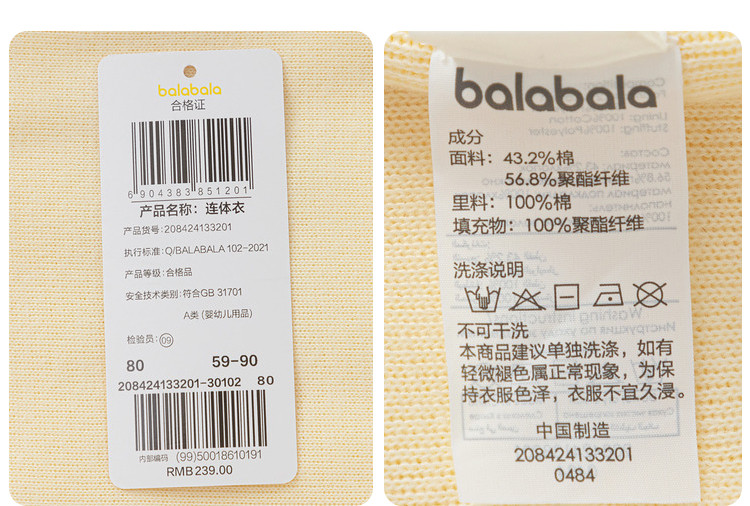 balabala
合格证
6 904383 851201
产品名称：连体衣
产品货号:208424133201
执行标准:Q/BALABALA 102-2021
产品等级:合格品
安全技术类别:符合GB 31701
A类 (婴幼儿用品)
检验员:09
80 59-90
208424133201-30102 80
内部编码 (99)50018610191
RMB239.00
balabala
成分
面料：43.2%棉
56.8%聚酯纤维
里料：100%棉
填充物：100%聚酯纤维
洗涤说明
不可干洗
本商品建议单独洗涤，如有
轻微褪色属正常现象，为保
持衣服色泽，衣服不宜久浸。
中国制造
208424133201
0484